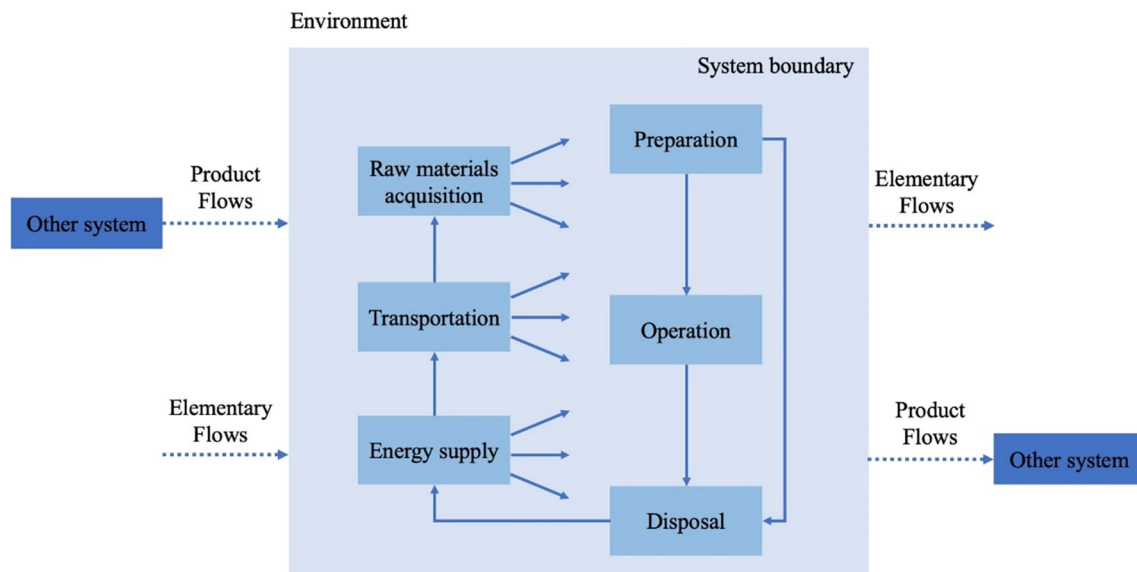 Environment
System boundary
Preparation
Raw materials
acquisition
Product
Flows
Other system
Elementary
Flows
Transportation
Operation
Elementary
Flows
Energy supply
Product
Flows
Other system
Disposal